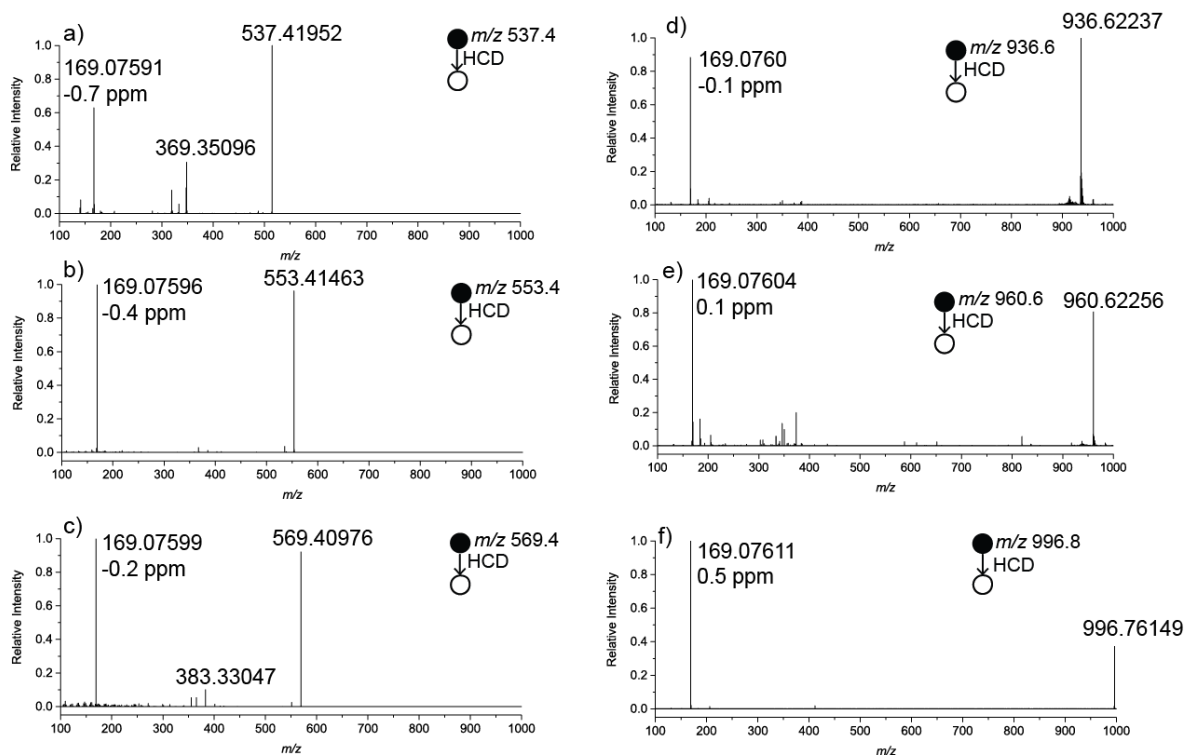 a)
537.41952
169.07591
-0.7 ppm
369.35096
m/z 537.4
HCD
Relative Intensity
1.0
0.8
0.6
0.4
0.2
0.0
100 200 300 400 500 600 700 800 900 1000
m/z
b)
169.07596
-0.4 ppm
553.41463
m/z 553.4
HCD
Relative Intensity
1.0
0.8
0.6
0.4
0.2
0.0
100 200 300 400 500 600 700 800 900 1000
m/z
c)
169.07599
-0.2 ppm
569.40976
383.33047
m/z 569.4
HCD
Relative Intensity
1.0
0.8
0.6
0.4
0.2
0.0
100 200 300 400 500 600 700 800 900 1000
m/z
d)
936.62237
169.0760
-0.1 ppm
m/z 936.6
HCD
Relative Intensity
1.0
0.8
0.6
0.4
0.2
0.0
100 200 300 400 500 600 700 800 900 1000
m/z
e)
169.07604
0.1 ppm
m/z 960.6
HCD
960.62256
Relative Intensity
1.0
0.8
0.6
0.4
0.2
0.0
100 200 300 400 500 600 700 800 900 1000
m/z
f)
169.07611
0.5 ppm
m/z 996.8
HCD
996.76149
Relative Intensity
1.0
0.8
0.6
0.4
0.2
0.0
100 200 300 400 500 600 700 800 900 1000
m/z